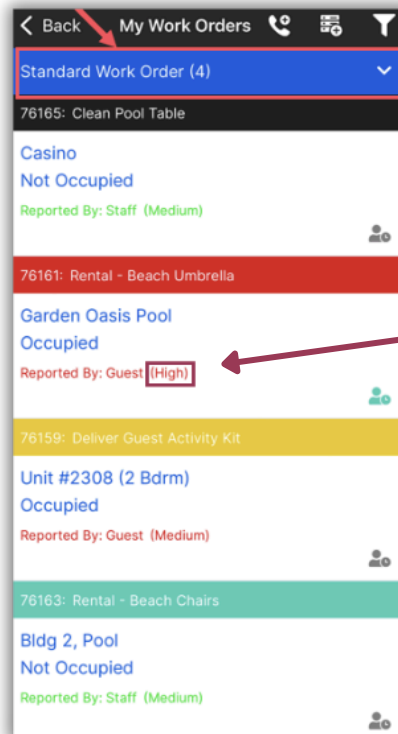 Back My Work Orders
Standard Work Order (4)
76165: Clean Pool Table
Casino
Not Occupied
Reported By: Staff (Medium)
76161: Rental - Beach Umbrella
Garden Oasis Pool
Occupied
Reported By: Guest (High)
76159: Deliver Guest Activity Kit
Unit #2308 (2 Bdrm)
Occupied
Reported By: Guest (Medium)
76163: Rental - Beach Chairs
Bldg 2, Pool
Not Occupied
Reported By: Staff (Medium)